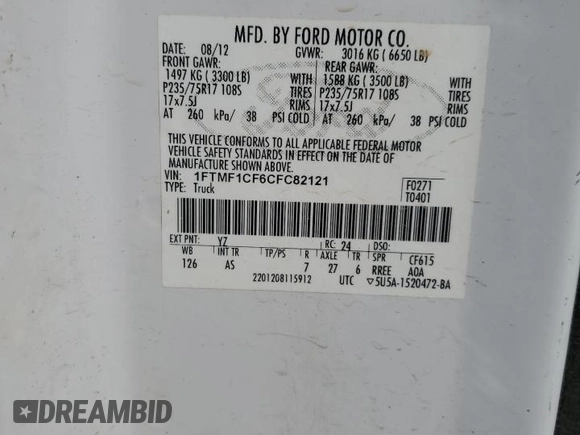 MFD. BY FORD MOTOR CO.
DATE: 08/12 GVWR: 3016 KG ( 6650 LB)
FRONT GAWR: REAR GAWR:
1497 KG ( 3300 LB) WITH 1588 KG ( 3500 LB) WITH
P235/75R17 108S TIRES P235/75R17 108S TIRES
17x7.5J RIMS 17x7.5J RIMS
AT 260 kPa/ 38 PSI COLD AT 260 kPa/ 38 PSI COLD
THIS VEHICLE CONFORMS TO ALL APPLICABLE FEDERAL MOTOR
VEHICLE SAFETY STANDARDS IN EFFECT ON THE DATE OF
MANUFACTURE SHOWN ABOVE.
VIN: 1FTMF1CF6CFC82121 F0271
TYPE: Truck T0401
EXT PNT: YZ RC: 24 DSO:
WB INT TR TP/PS R AXLE TR SPR CF615
126 AS 7 27 6 RREE AOA
2201208115912 UTC ▽5U5A-1520472-BA
DREAMBID